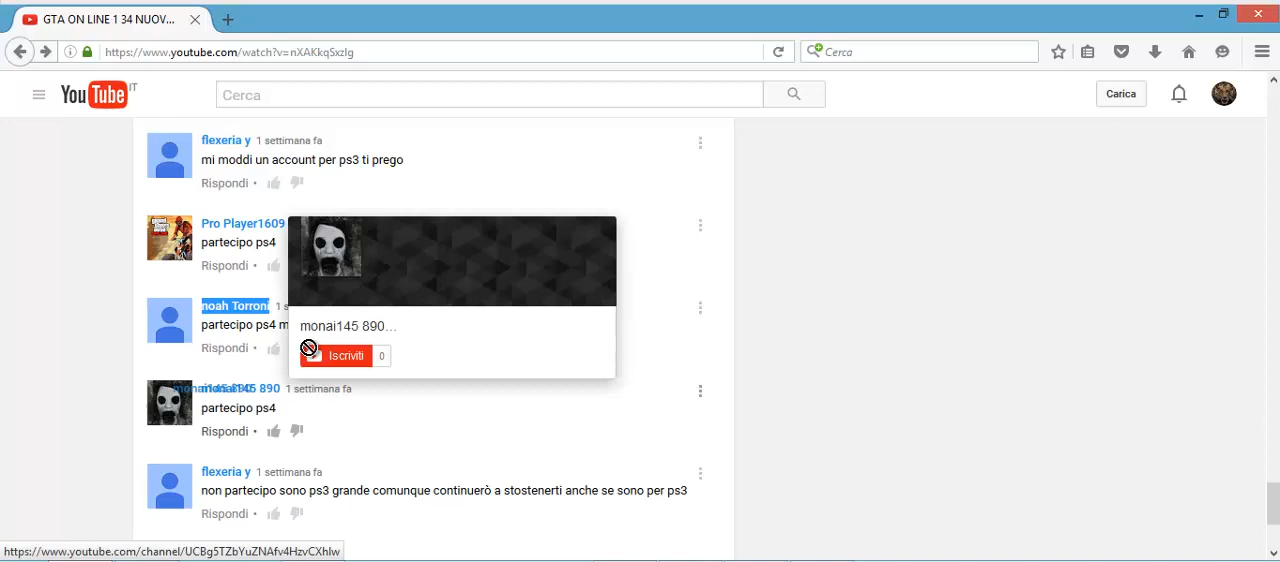 GTA ON LINE 1 34 NUOV...
https://www.youtube.com/watch?v=nXAKkqSxzlg
Cerca
YouTube IT
Cerca
Carica
flexeria y 1 settimana fa
mi moddi un account per ps3 ti prego
Rispondi •
Pro Player1609
partecipo ps4
Rispondi •
noah Torroni 1 s
partecipo ps4 m
Rispondi •
monai145 890...
Iscriviti 0
monai145 890 1 settimana fa
partecipo ps4
Rispondi •
flexeria y 1 settimana fa
non partecipo sono ps3 grande comunque continuerò a stostenerti anche se sono per ps3
Rispondi •
https://www.youtube.com/channel/UCBg5TZbYuZNAfv4HzvCXhlw